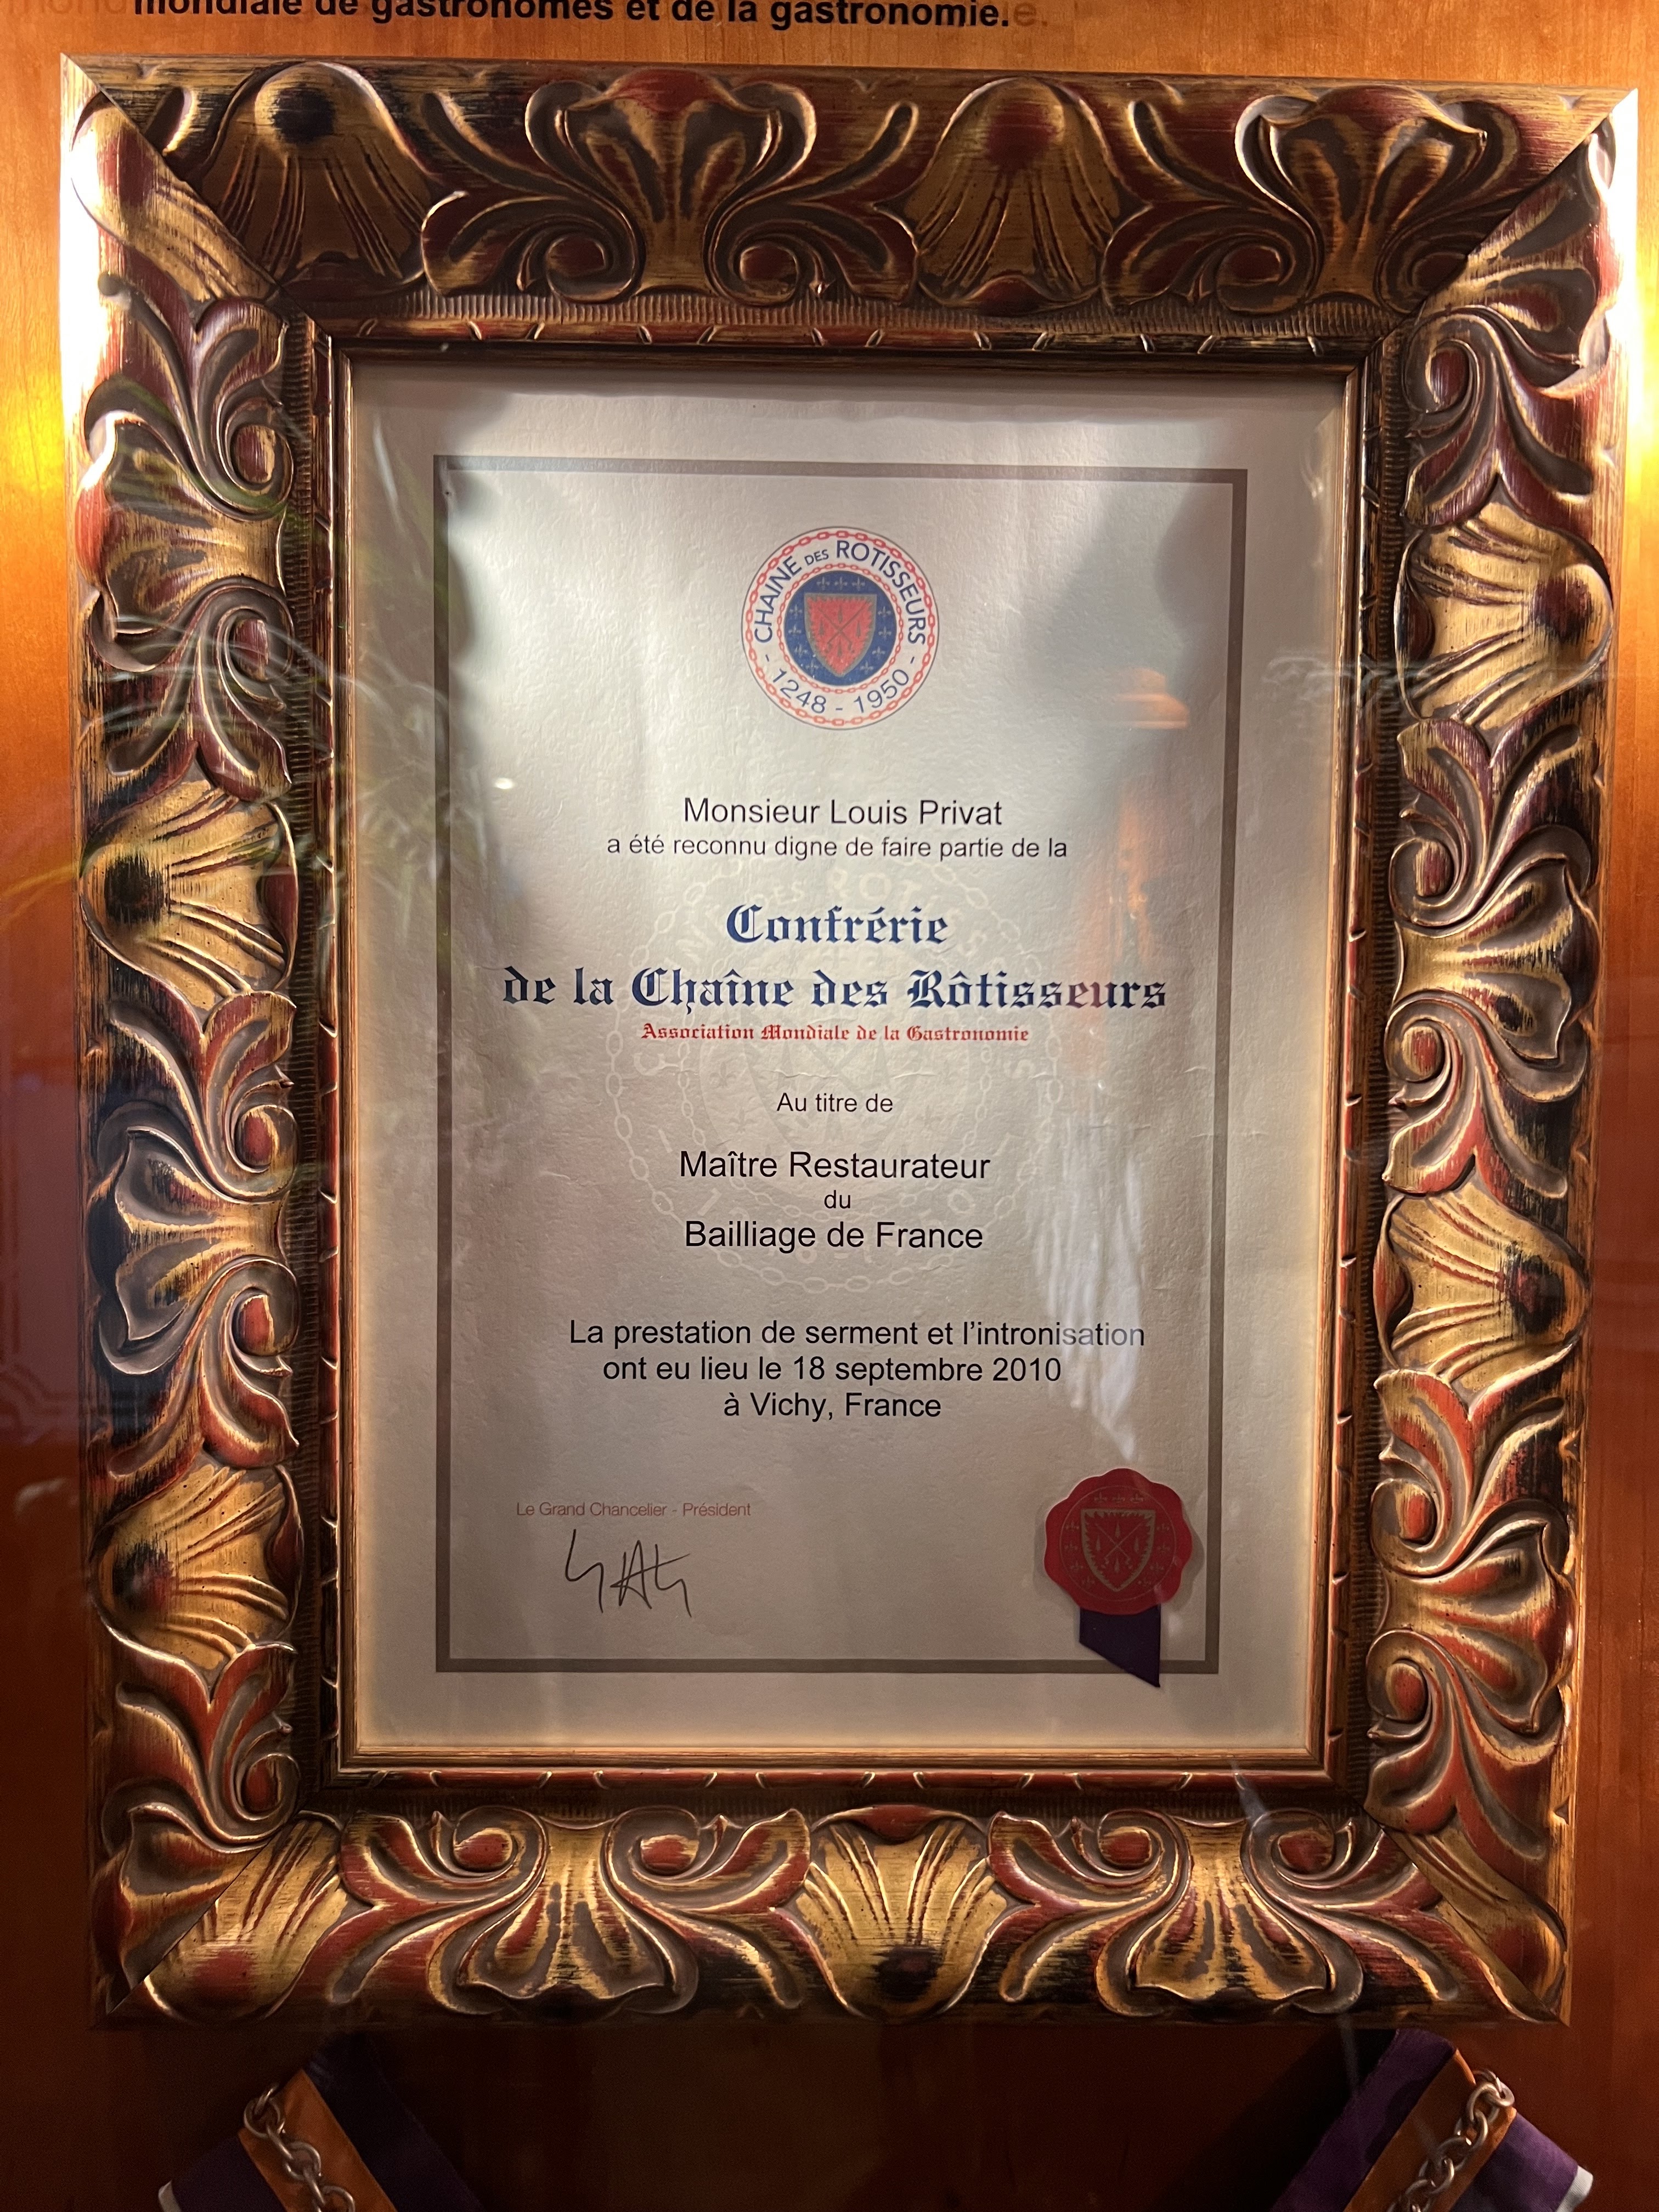 mondiale de gastronomes et de la gastronomie.
CHAINE DES ROTISSEURS
- 1248 - 1950 -
Monsieur Louis Privat
a été reconnu digne de faire partie de la
Confrérie
de la Chaîne des Rôtisseurs
Association Mondiale de la Gastronomie
Au titre de
Maître Restaurateur
du
Bailliage de France
La prestation de serment et l'intronisation
ont eu lieu le 18 septembre 2010
à Vichy, France
Le Grand Chancelier - Président